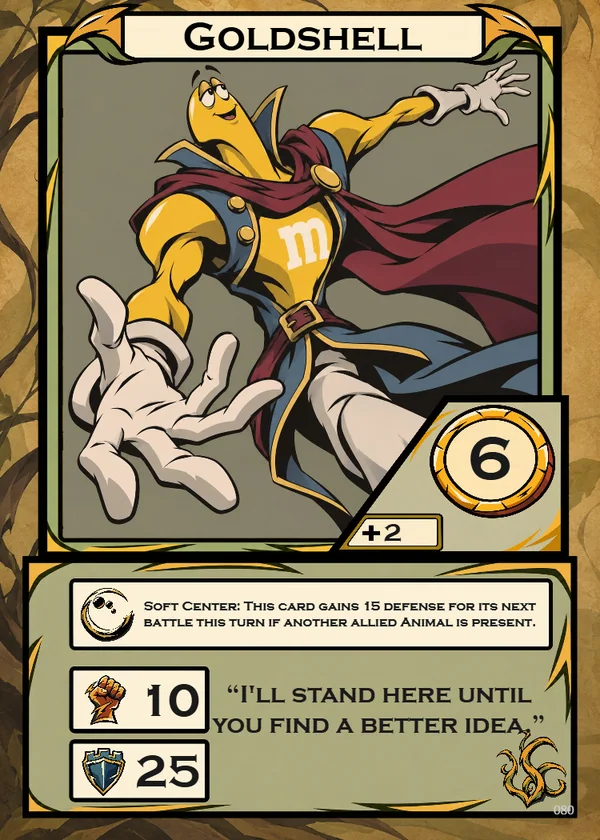 GOLDSHELL
m
6
+2
SOFT CENTER: THIS CARD GAINS 15 DEFENSE FOR ITS NEXT
BATTLE THIS TURN IF ANOTHER ALLIED ANIMAL IS PRESENT.
10
“I'LL STAND HERE UNTIL
YOU FIND A BETTER IDEA.”
25
080